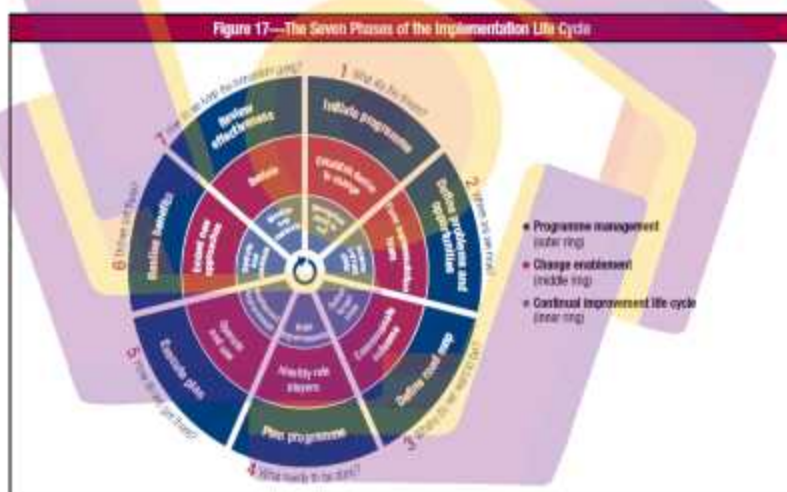 Figure 17—The Seven Phases of the Implementation Life Cycle
1 What are the drivers?
Initiate programme
Establish desire
to change
2 Where are we now?
Define problems and
opportunities
Form implementation
team
3 Where do we want to be?
Define road map
Communicate
outcome
4 What needs to be done?
Plan programme
Identify role
players
5 How do we get there?
Execute plan
Operate
and use
6 Did we get there?
Realise benefits
Embed new
approaches
7 How do we keep the momentum going?
Review
effectiveness
Sustain
• Programme management
(outer ring)
• Change enablement
(middle ring)
• Continual improvement life cycle
(inner ring)